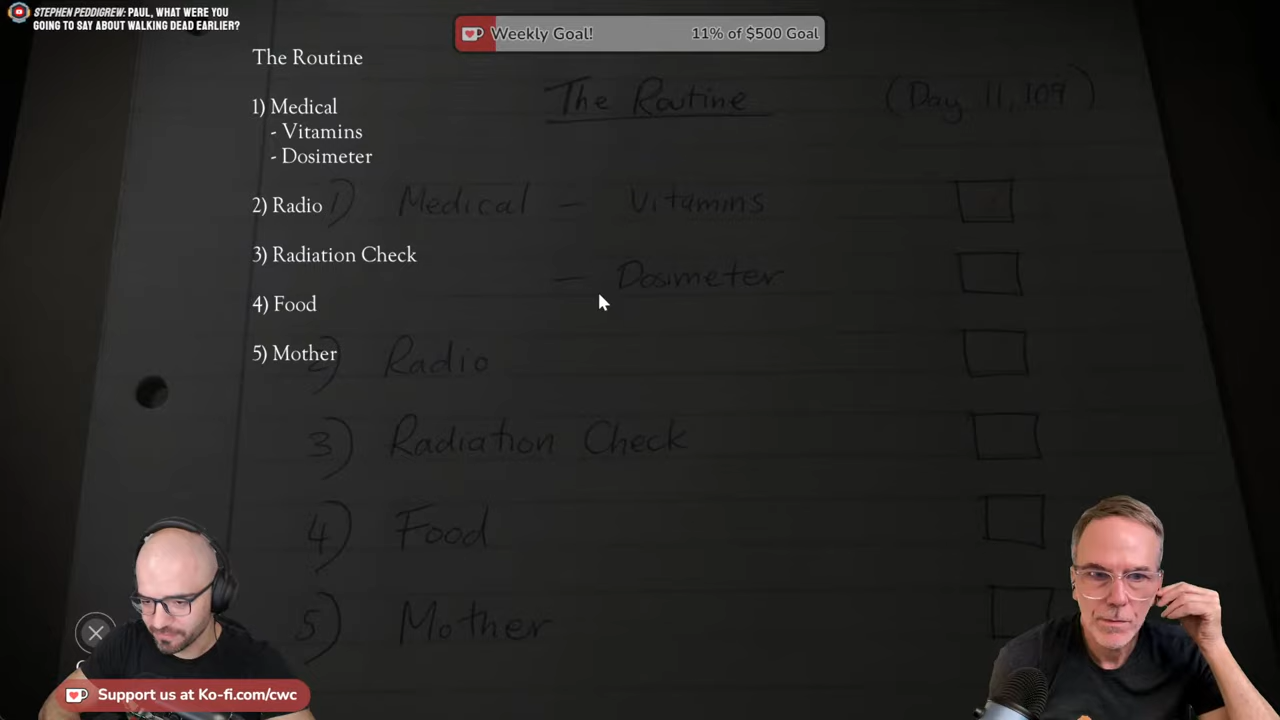 STEPHEN PEDDIGREW: PAUL, WHAT WERE YOU
GOING TO SAY ABOUT WALKING DEAD EARLIER?
Weekly Goal! 11% of $500 Goal
The Routine
1) Medical
- Vitamins
- Dosimeter
2) Radio
3) Radiation Check
4) Food
5) Mother
The Routine (Day 11,109)
1) Medical - Vitamins
- Dosimeter
2) Radio
3) Radiation Check
4) Food
5) Mother
Support us at Ko-fi.com/cwc